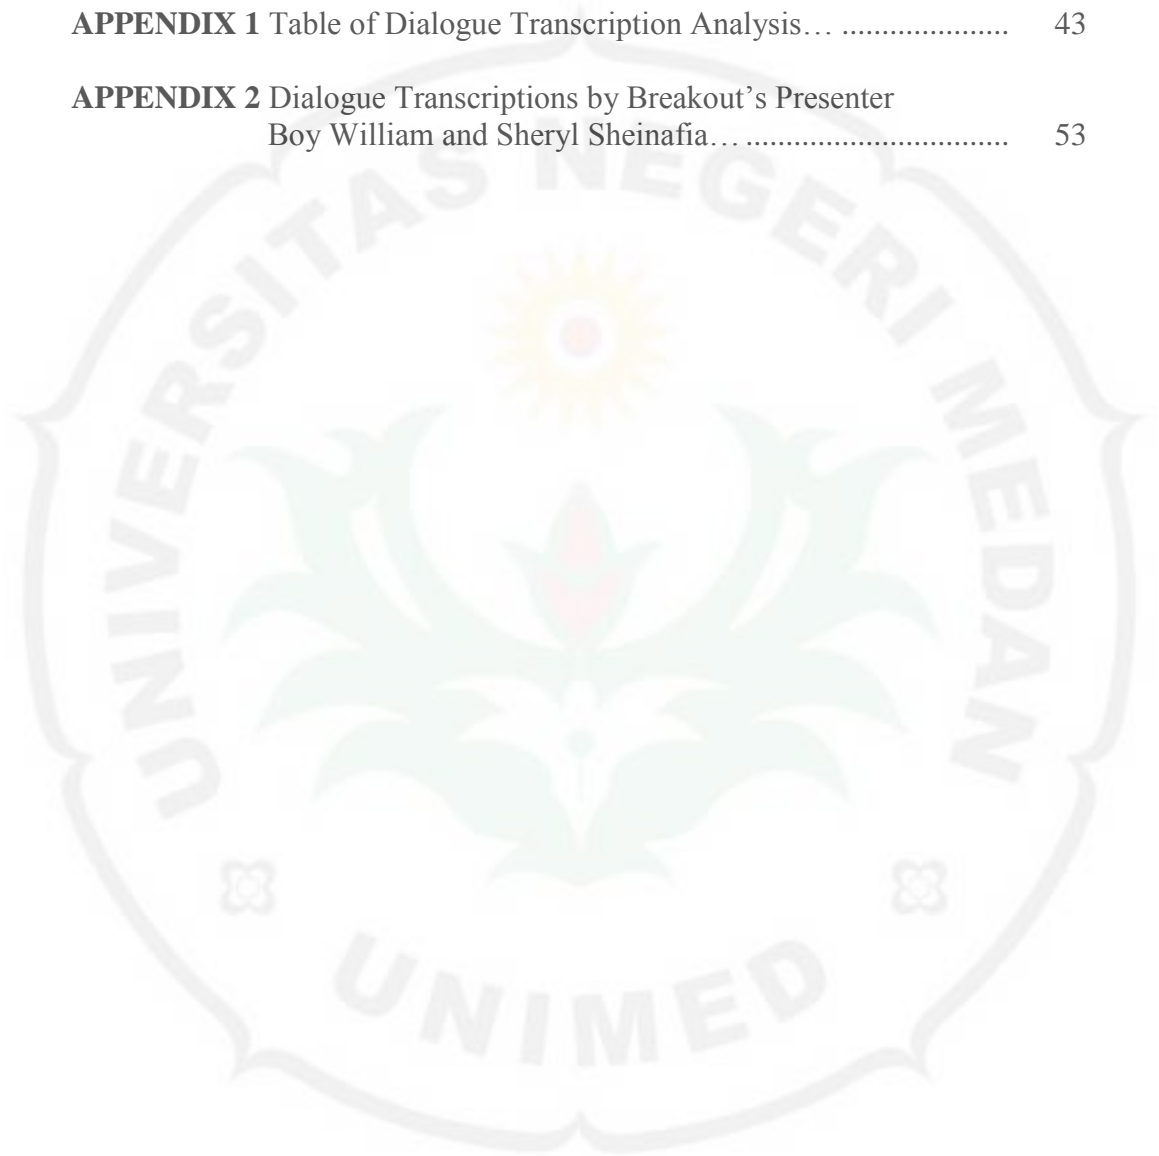 APPENDIX 1 Table of Dialogue Transcription Analysis… ..................... 43
APPENDIX 2 Dialogue Transcriptions by Breakout’s Presenter
Boy William and Sheryl Sheinafia… ................................. 53
UNIVERSITAS NEGERI MEDAN
UNIMED